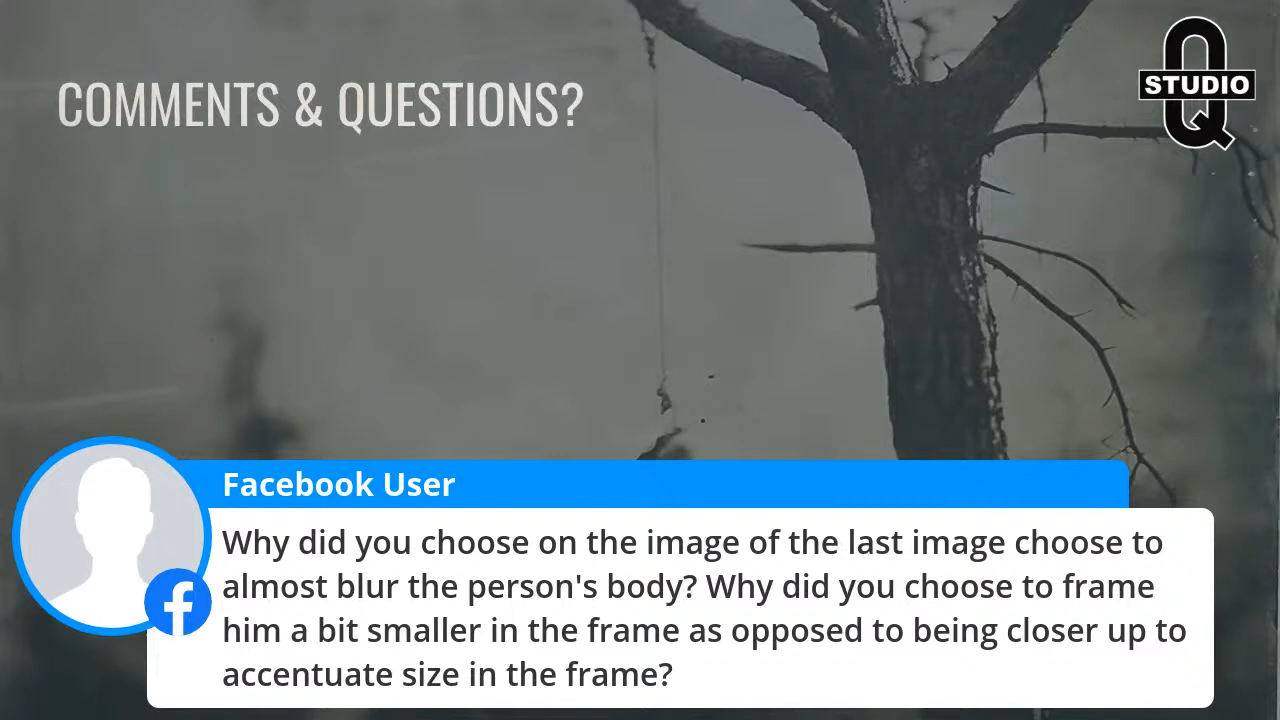 COMMENTS & QUESTIONS?
STUDIO
Q
Facebook User
Why did you choose on the image of the last image choose to
almost blur the person's body? Why did you choose to frame
him a bit smaller in the frame as opposed to being closer up to
accentuate size in the frame?